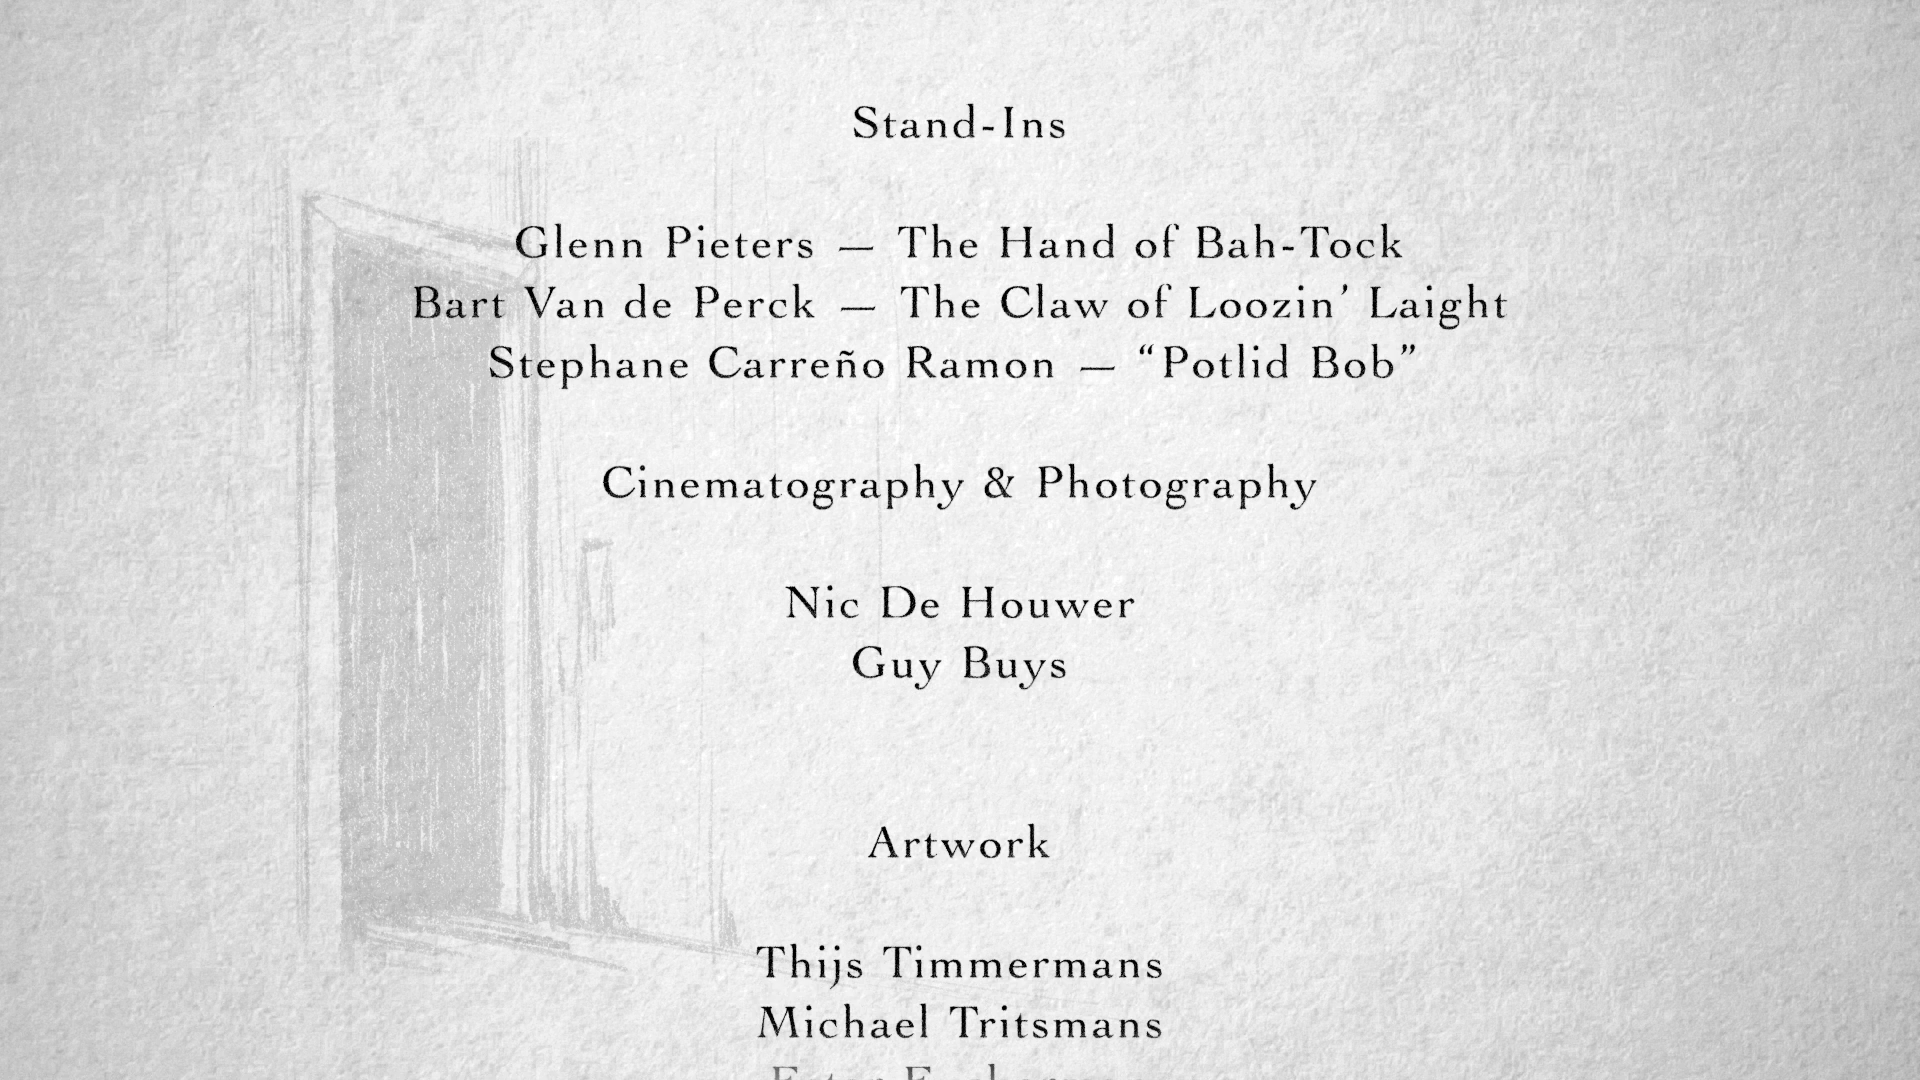 Stand-Ins
Glenn Pieters — The Hand of Bah-Tock
Bart Van de Perck — The Claw of Loozin’ Laight
Stephane Carreño Ramon — “Potlid Bob”
Cinematography & Photography
Nic De Houwer
Guy Buys
Artwork
Thijs Timmermans
Michael Tritsmans